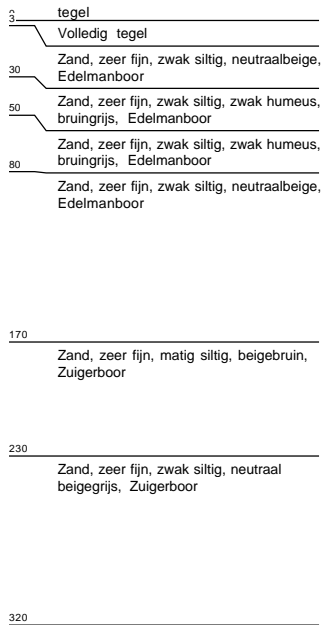 0
tegel
3
Volledig tegel
Zand, zeer fijn, zwak siltig, neutraalbeige,
30
Edelmanboor
Zand, zeer fijn, zwak siltig, zwak humeus,
50
bruingrijs, Edelmanboor
Zand, zeer fijn, zwak siltig, zwak humeus,
bruingrijs, Edelmanboor
80
Zand, zeer fijn, zwak siltig, neutraalbeige,
Edelmanboor
170
Zand, zeer fijn, matig siltig, beigebruin,
Zuigerboor
230
Zand, zeer fijn, zwak siltig, neutraal
beigegrijs, Zuigerboor
320